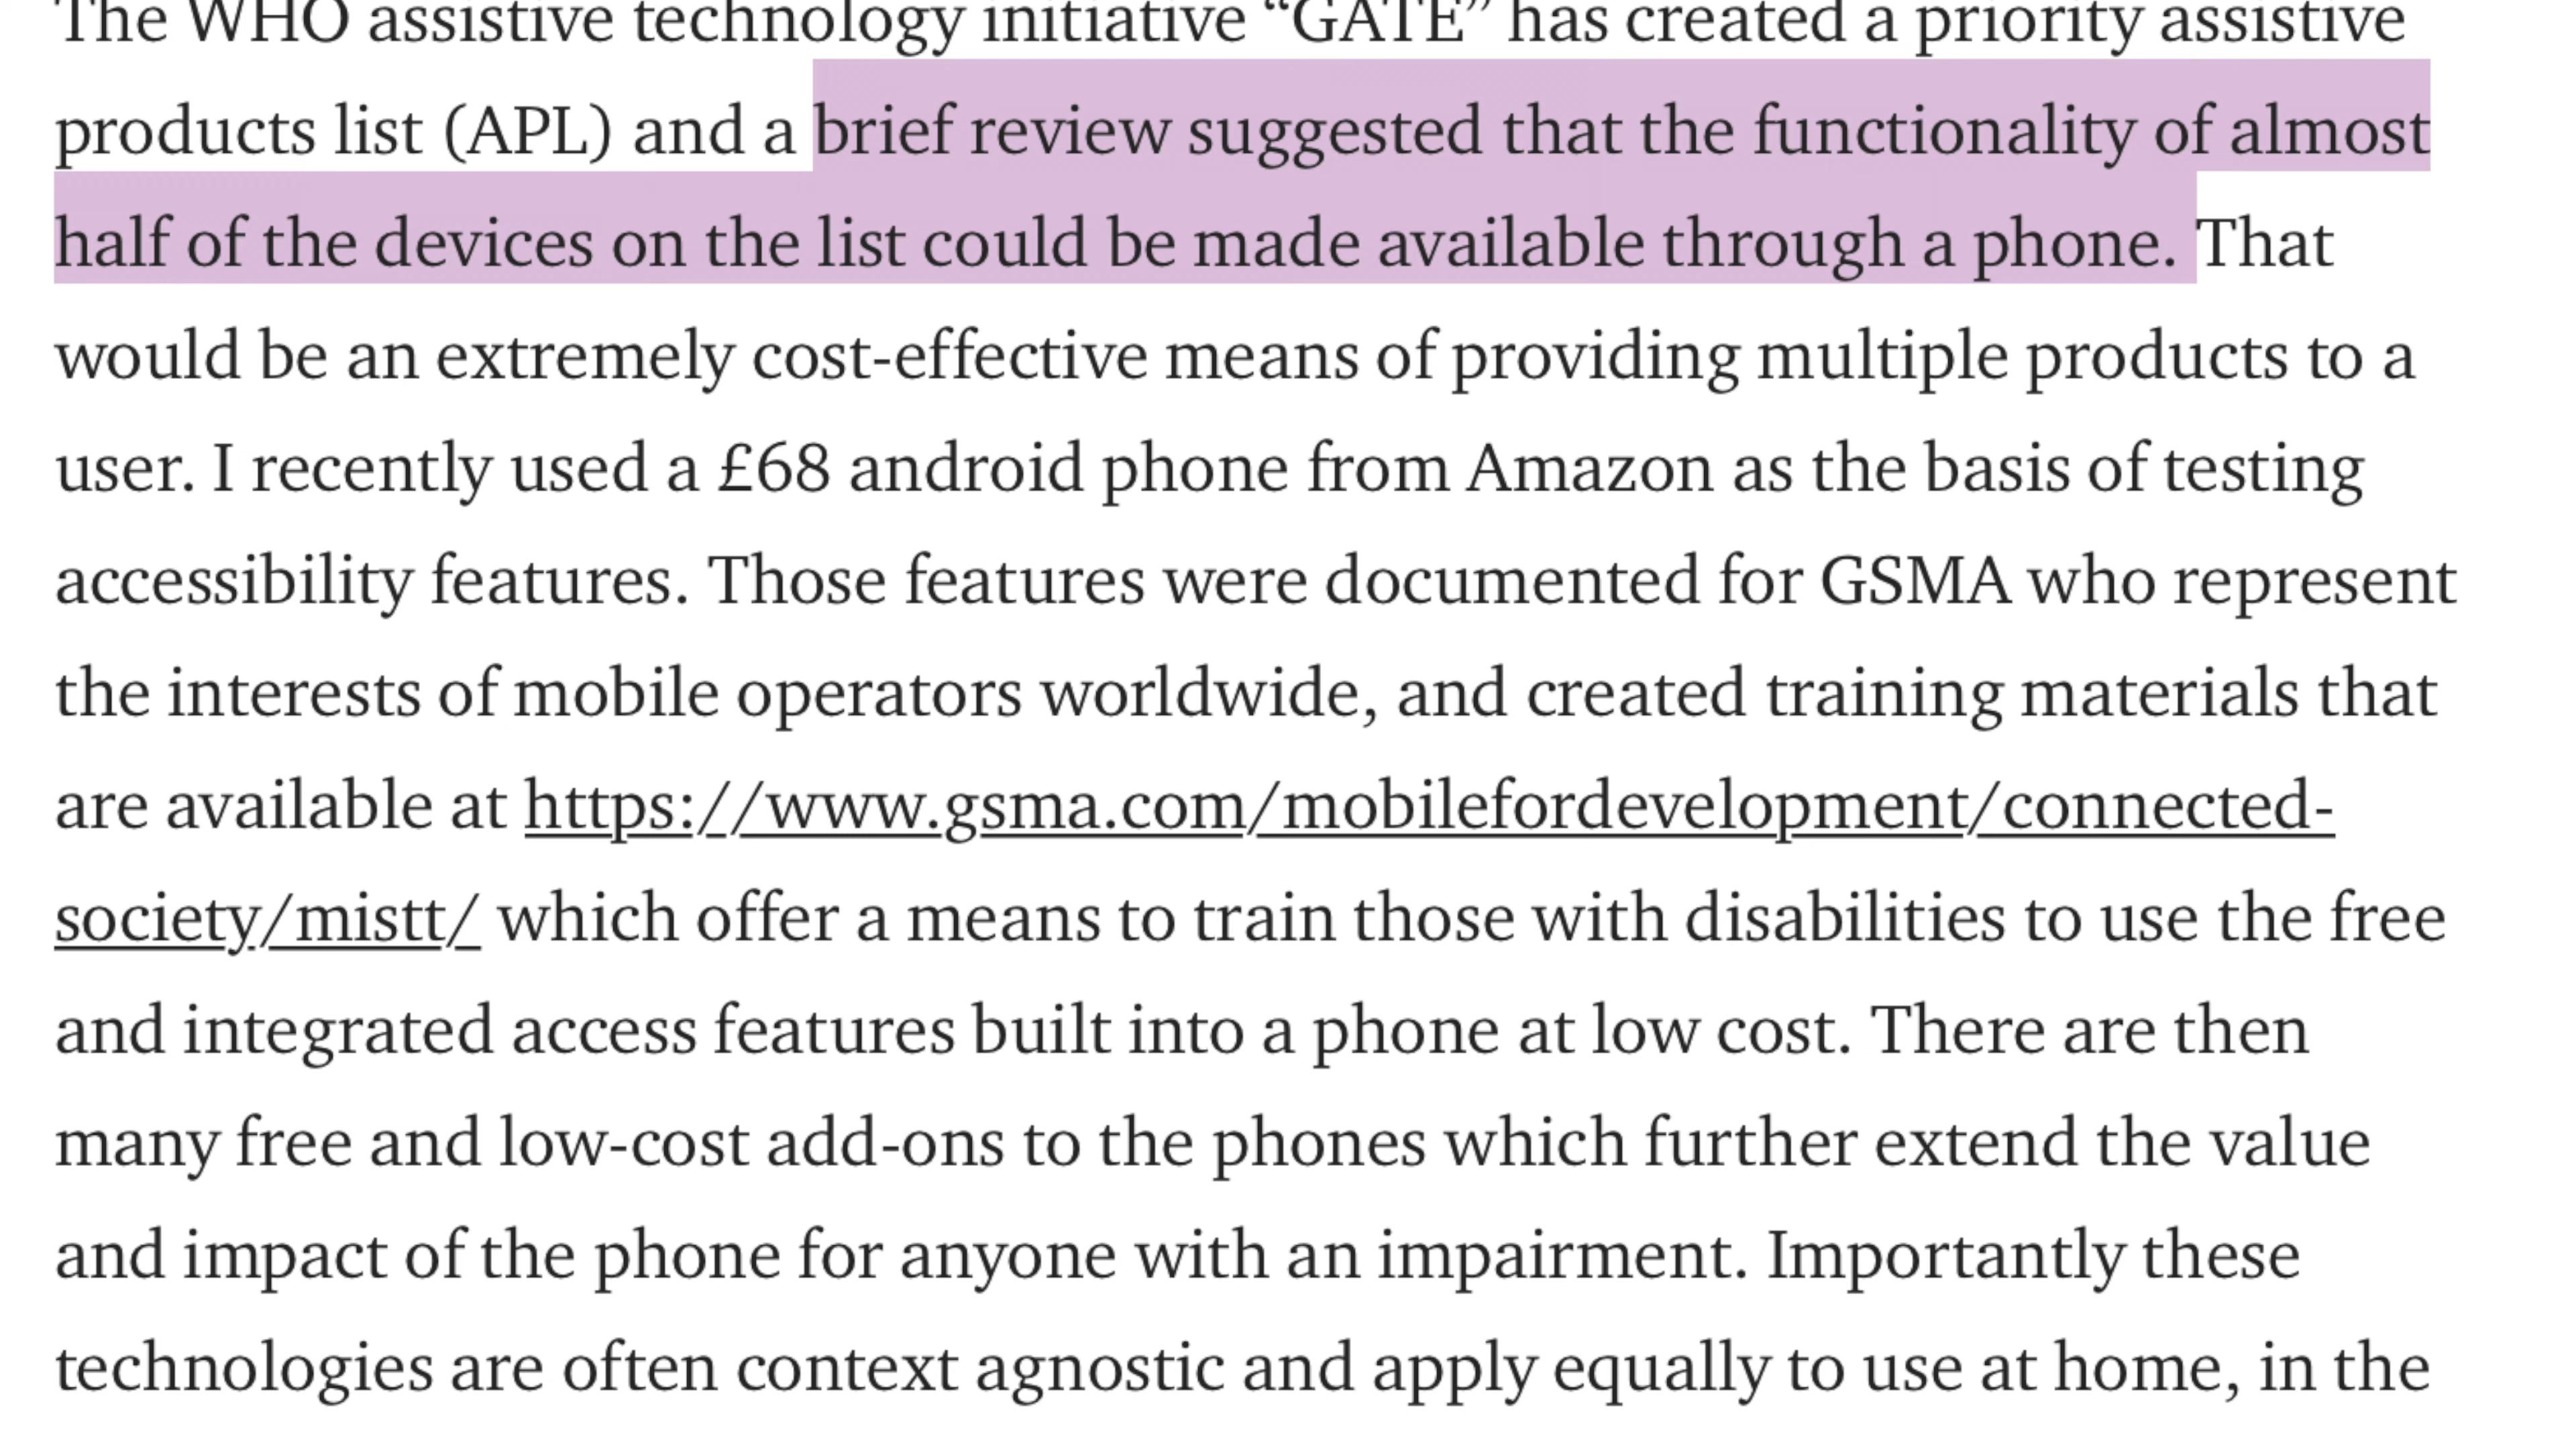 The WHO assistive technology initiative “GATE” has created a priority assistive
products list (APL) and a brief review suggested that the functionality of almost
half of the devices on the list could be made available through a phone. That
would be an extremely cost-effective means of providing multiple products to a
user. I recently used a £68 android phone from Amazon as the basis of testing
accessibility features. Those features were documented for GSMA who represent
the interests of mobile operators worldwide, and created training materials that
are available at https://www.gsma.com/mobilefordevelopment/connected-
society/mistt/ which offer a means to train those with disabilities to use the free
and integrated access features built into a phone at low cost. There are then
many free and low-cost add-ons to the phones which further extend the value
and impact of the phone for anyone with an impairment. Importantly these
technologies are often context agnostic and apply equally to use at home, in the